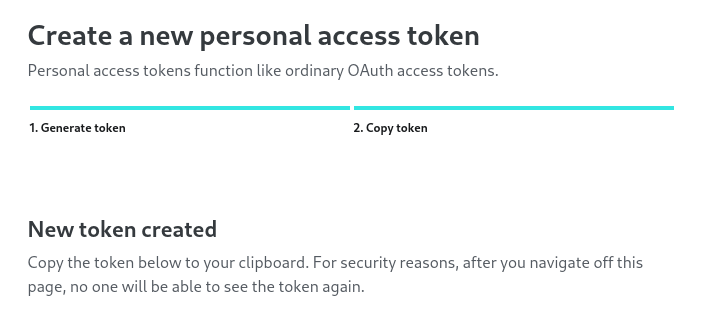 Create a new personal access token
Personal access tokens function like ordinary OAuth access tokens.
1. Generate token
2. Copy token
New token created
Copy the token below to your clipboard. For security reasons, after you navigate off this
page, no one will be able to see the token again.